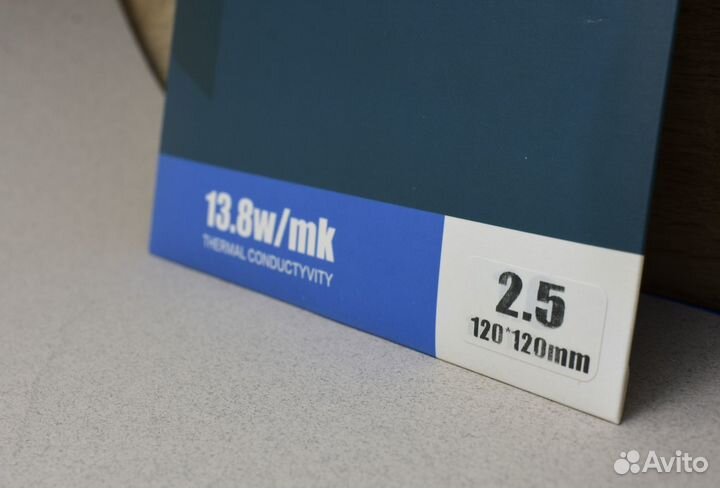 13.8w/mk
THERMAL CONDUCTYVITY
2.5
120*120mm
Avito